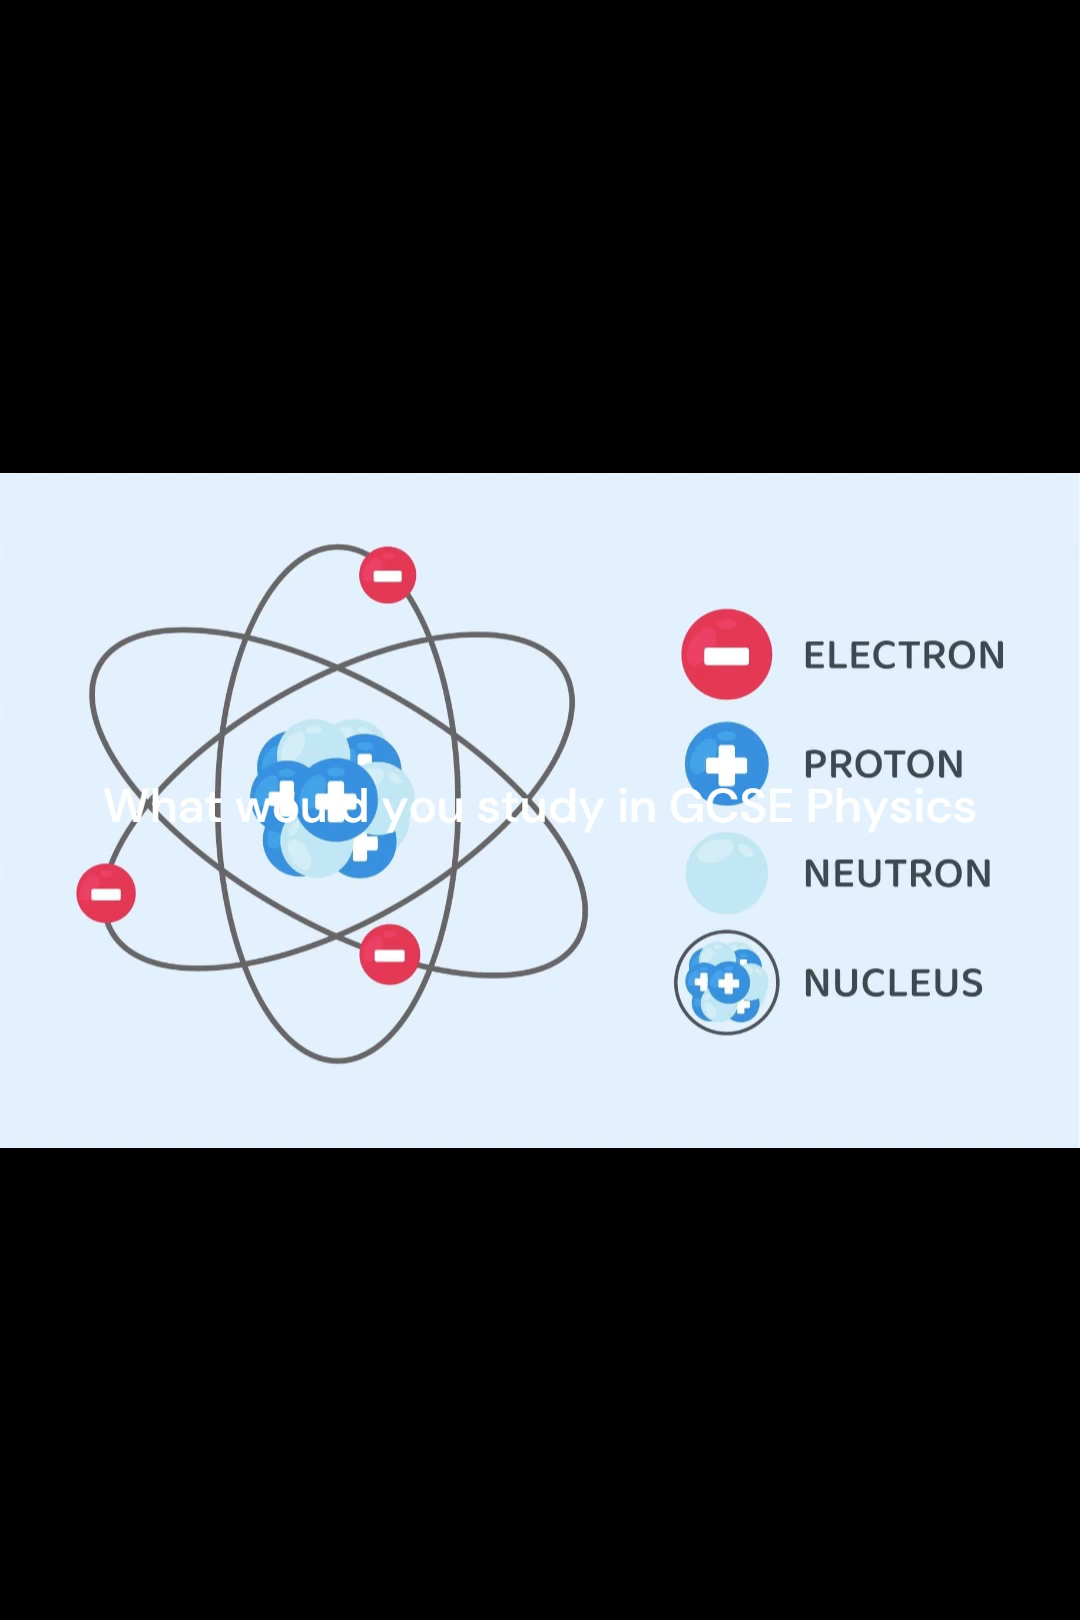 ELECTRON
PROTON
What would you study in GCSE Physics
NEUTRON
NUCLEUS